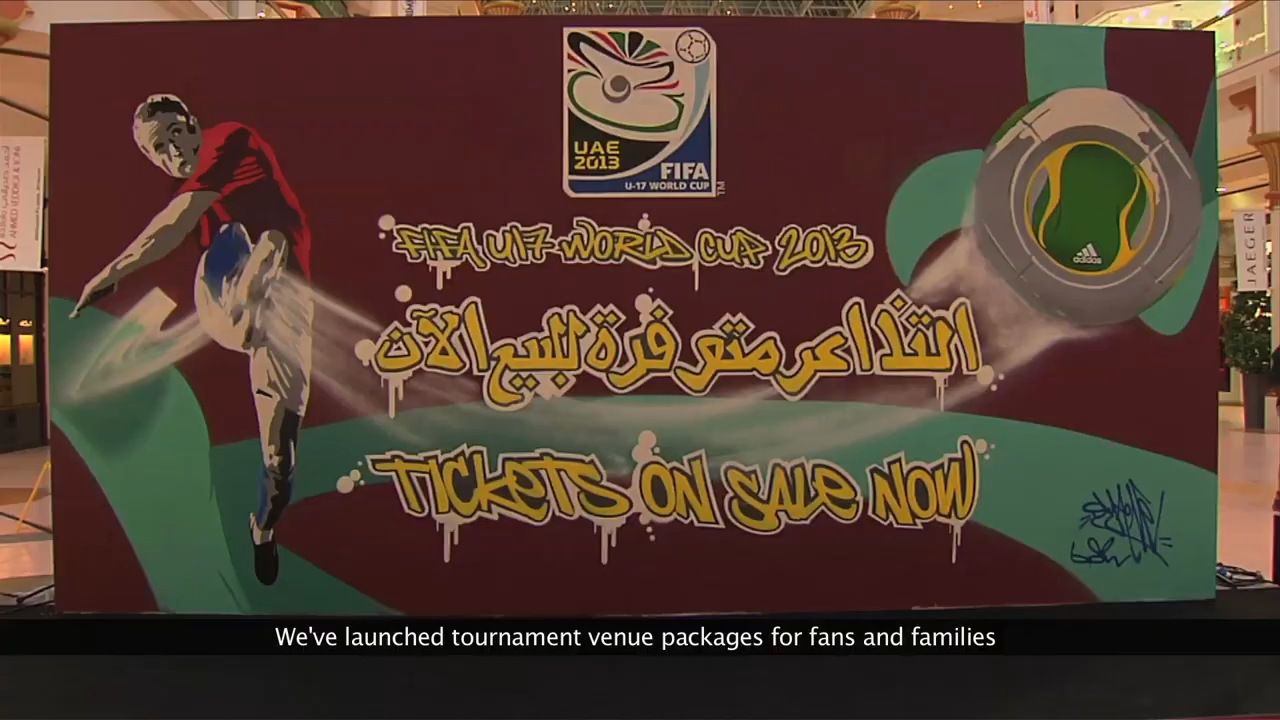 UAE
2013
FIFA
U-17 WORLD CUP
TM
FIFA U17 WORLD CUP 2013
التذاكر متوفرة للبيع الآن
TICKETS ON SALE NOW
adidas
JAEGER
We've launched tournament venue packages for fans and families